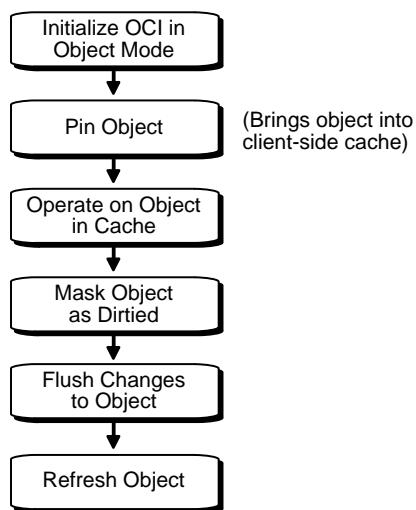 Initialize OCI in
Object Mode
Pin Object
(Brings object into
client-side cache)
Operate on Object
in Cache
Mask Object
as Dirtied
Flush Changes
to Object
Refresh Object